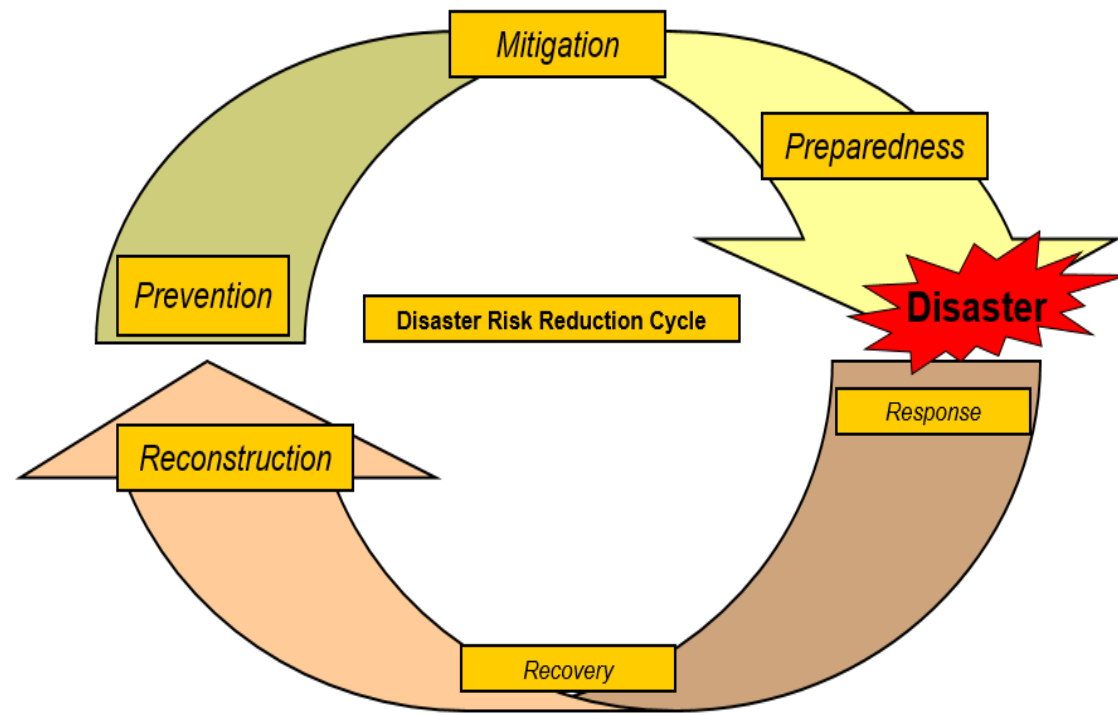 Mitigation
Preparedness
Prevention
Disaster Risk Reduction Cycle
Disaster
Response
Reconstruction
Recovery